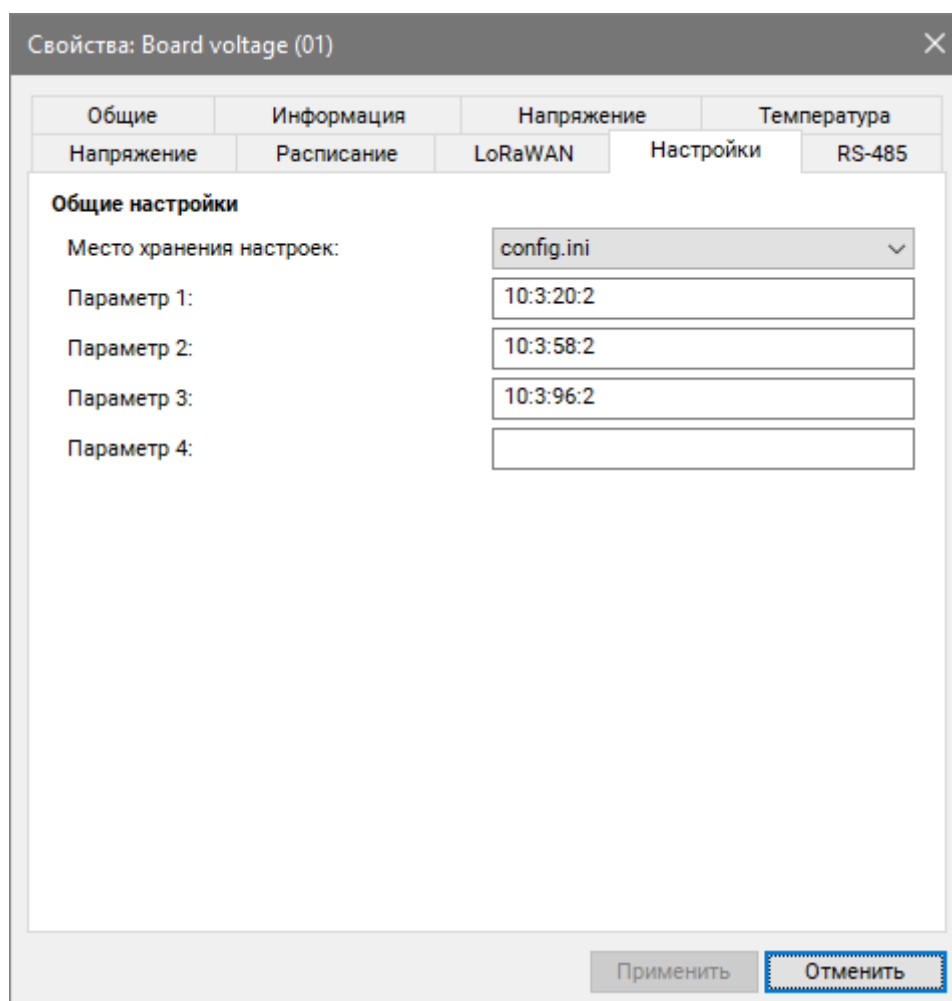 Свойства: Board voltage (01)
Общие Информация Напряжение Температура
Напряжение Расписание LoRaWAN Настройки RS-485
Общие настройки
Место хранения настроек: config.ini
Параметр 1: 10:3:20:2
Параметр 2: 10:3:58:2
Параметр 3: 10:3:96:2
Параметр 4:
Применить Отменить